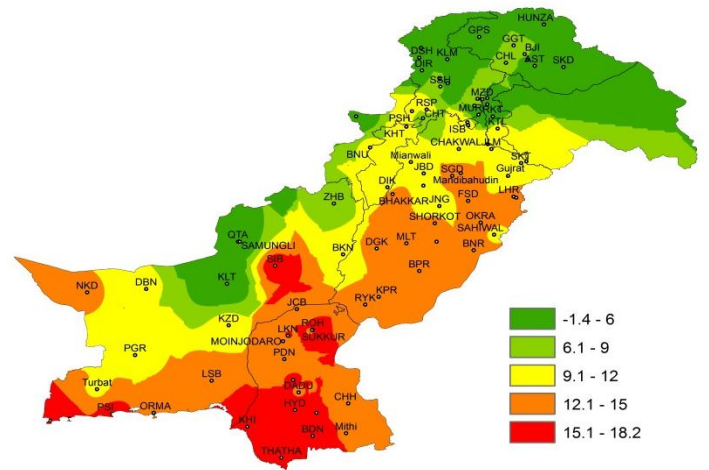 HUNZA
GPS
GGT
DSH
KLM
BJI
DIR
CHL
AST
SKD
SSH
MZD
RSP
MUR
RKT
PSH
CHT
KTL
KHT
ISB
BNU
CHAKWAL
JLM
Mianwali
SKT
JBD
SGD
Gujrat
DIK
Mandibahudin
ZHB
BHAKKAR
JNG
FSD
LHR
SHORKOT
OKRA
QTA
SAHIWAL
SAMUNGLI
BKN
DGK
MLT
BNR
SIB
BPR
KLT
NKD
DBN
RYK
KPR
JCB
KZD
LKN
ROH
MOINJODARO
SUKKUR
PGR
PDN
Turbat
LSB
DADU
PSI
ORMA
HYD
CHH
KHI
BDN
Mithi
THATHA
-1.4 - 6
6.1 - 9
9.1 - 12
12.1 - 15
15.1 - 18.2